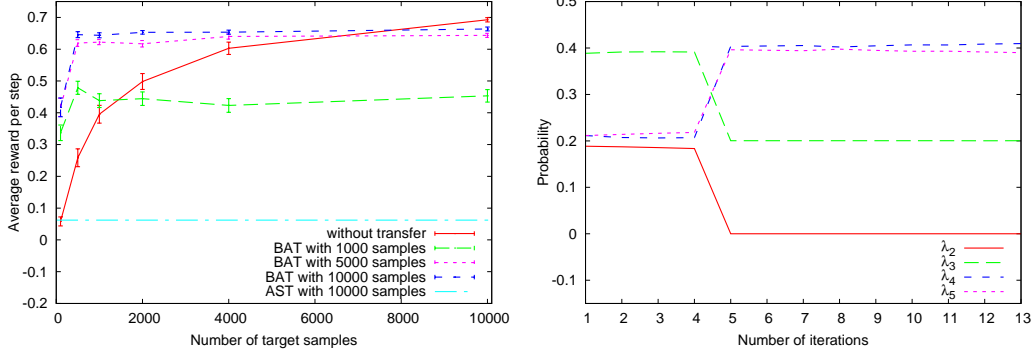 Average reward per step
0.7
0.6
0.5
0.4
0.3
0.2
0.1
0
-0.1
-0.2
without transfer
BAT with 1000 samples
BAT with 5000 samples
BAT with 10000 samples
AST with 10000 samples
0 2000 4000 6000 8000 10000
Number of target samples
Probability
0.5
0.4
0.3
0.2
0.1
0
-0.1
λ2
λ3
λ4
λ5
1 2 3 4 5 6 7 8 9 10 11 12 13
Number of iterations